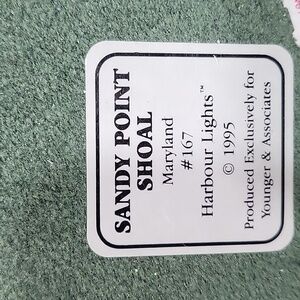 SANDY POINT
SHOAL
Maryland
#167
Harbour Lights™
© 1995
Produced Exclusively for
Younger & Associates